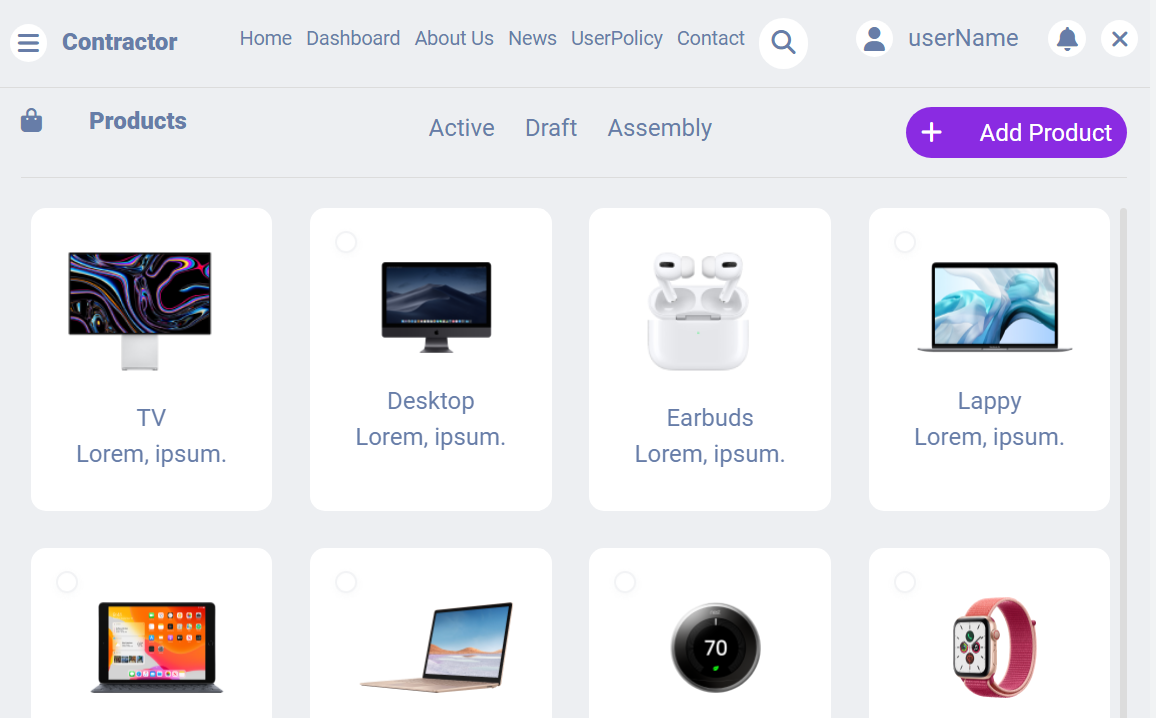 Contractor
Home Dashboard About Us News UserPolicy Contact
userName
Products
Active Draft Assembly
Add Product
TV
Lorem, ipsum.
Desktop
Lorem, ipsum.
Earbuds
Lorem, ipsum.
Lappy
Lorem, ipsum.
70